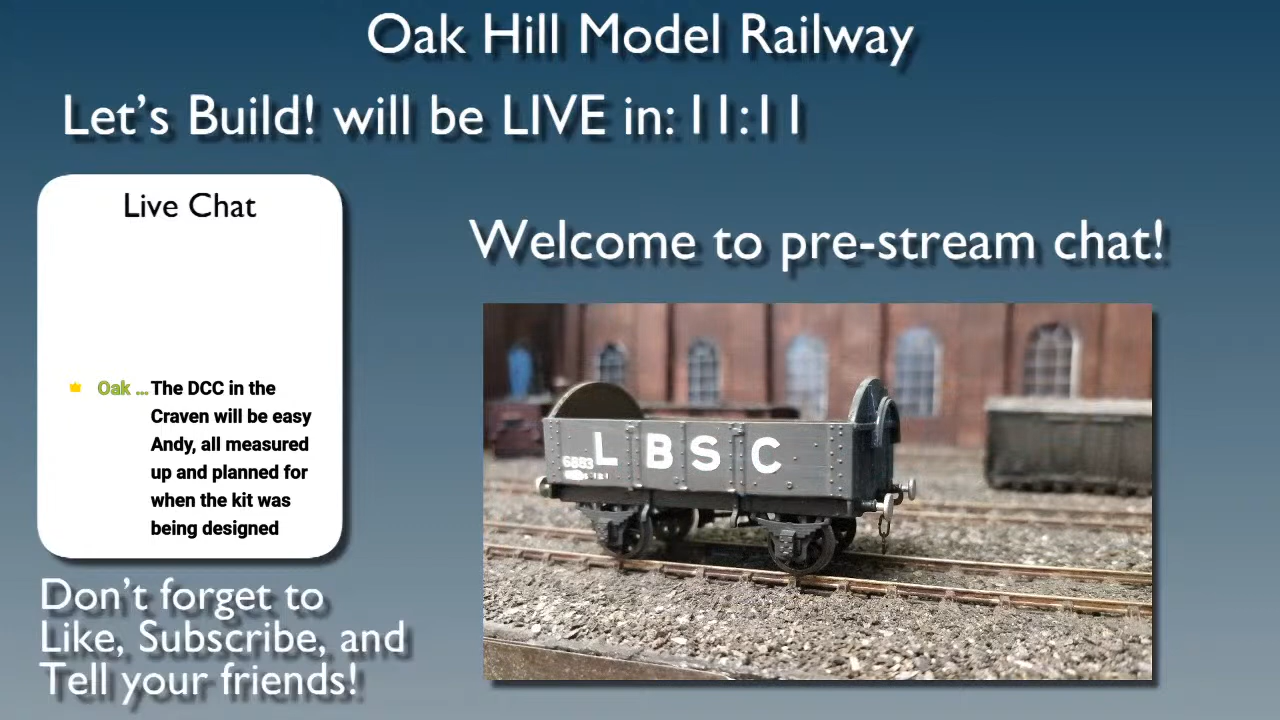 Oak Hill Model Railway
Let's Build! will be LIVE in: 11:11
Live Chat
Welcome to pre-stream chat!
Oak ... The DCC in the
Craven will be easy
Andy, all measured
up and planned for
when the kit was
being designed
L B S C
6883
Don't forget to
Like, Subscribe, and
Tell your friends!